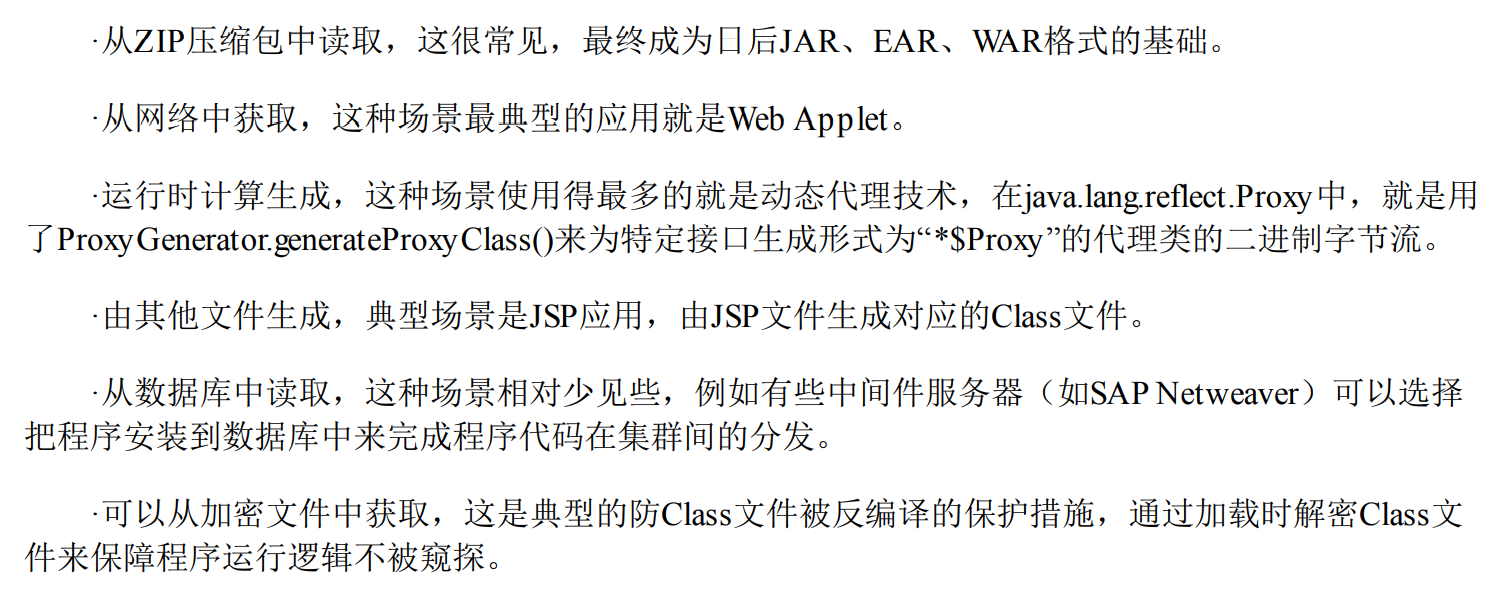 ·从ZIP压缩包中读取，这很常见，最终成为日后JAR、EAR、WAR格式的基础。
·从网络中获取，这种场景最典型的应用就是Web Applet。
·运行时计算生成，这种场景使用得最多的就是动态代理技术，在java.lang.reflect.Proxy中，就是用
了ProxyGenerator.generateProxyClass()来为特定接口生成形式为“*$Proxy”的代理类的二进制字节流。
·由其他文件生成，典型场景是JSP应用，由JSP文件生成对应的Class文件。
·从数据库中读取，这种场景相对少见些，例如有些中间件服务器（如SAP Netweaver）可以选择
把程序安装到数据库中来完成程序代码在集群间的分发。
·可以从加密文件中获取，这是典型的防Class文件被反编译的保护措施，通过加载时解密Class文
件来保障程序运行逻辑不被窥探。